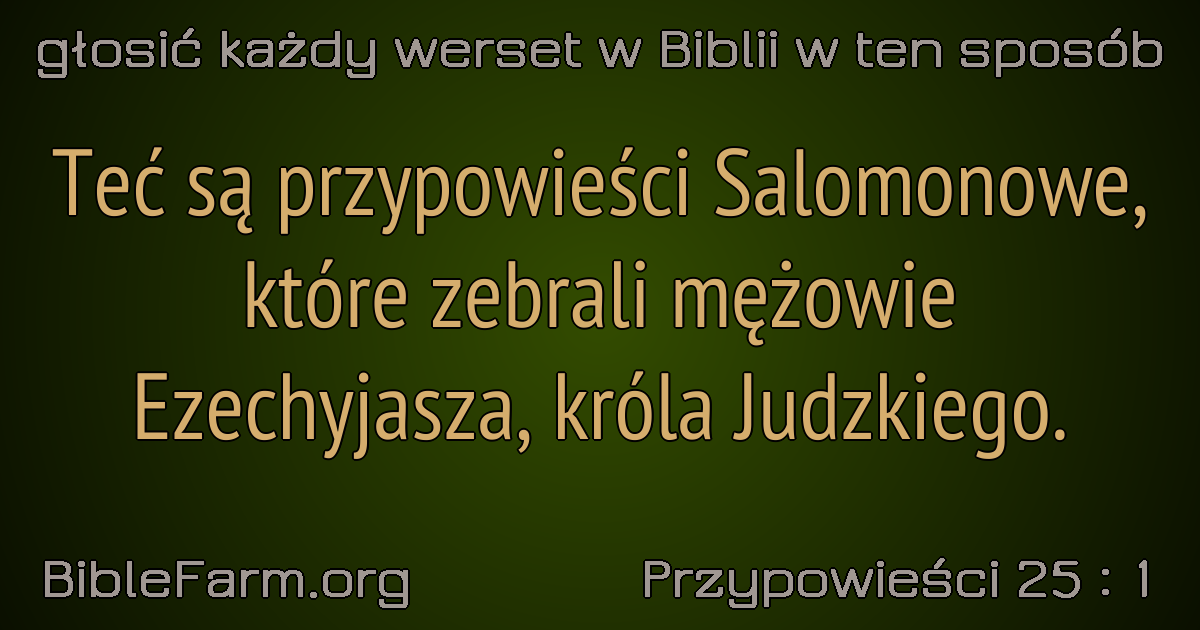 głosić każdy werset w Biblii w ten sposób
Teć są przypowieści Salomonowe,
które zebrali mężowie
Ezechyjasza, króla Judzkiego.
BibleFarm.org
Przypowieści 25 : 1